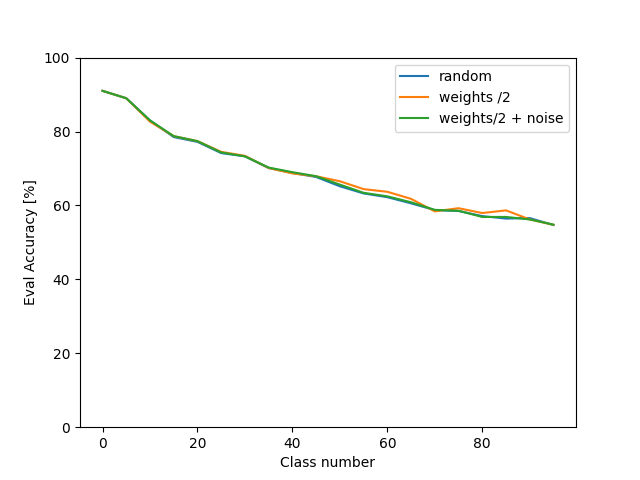 100
80
60
40
20
0
Eval Accuracy [%]
random
weights /2
weights/2 + noise
0 20 40 60 80
Class number